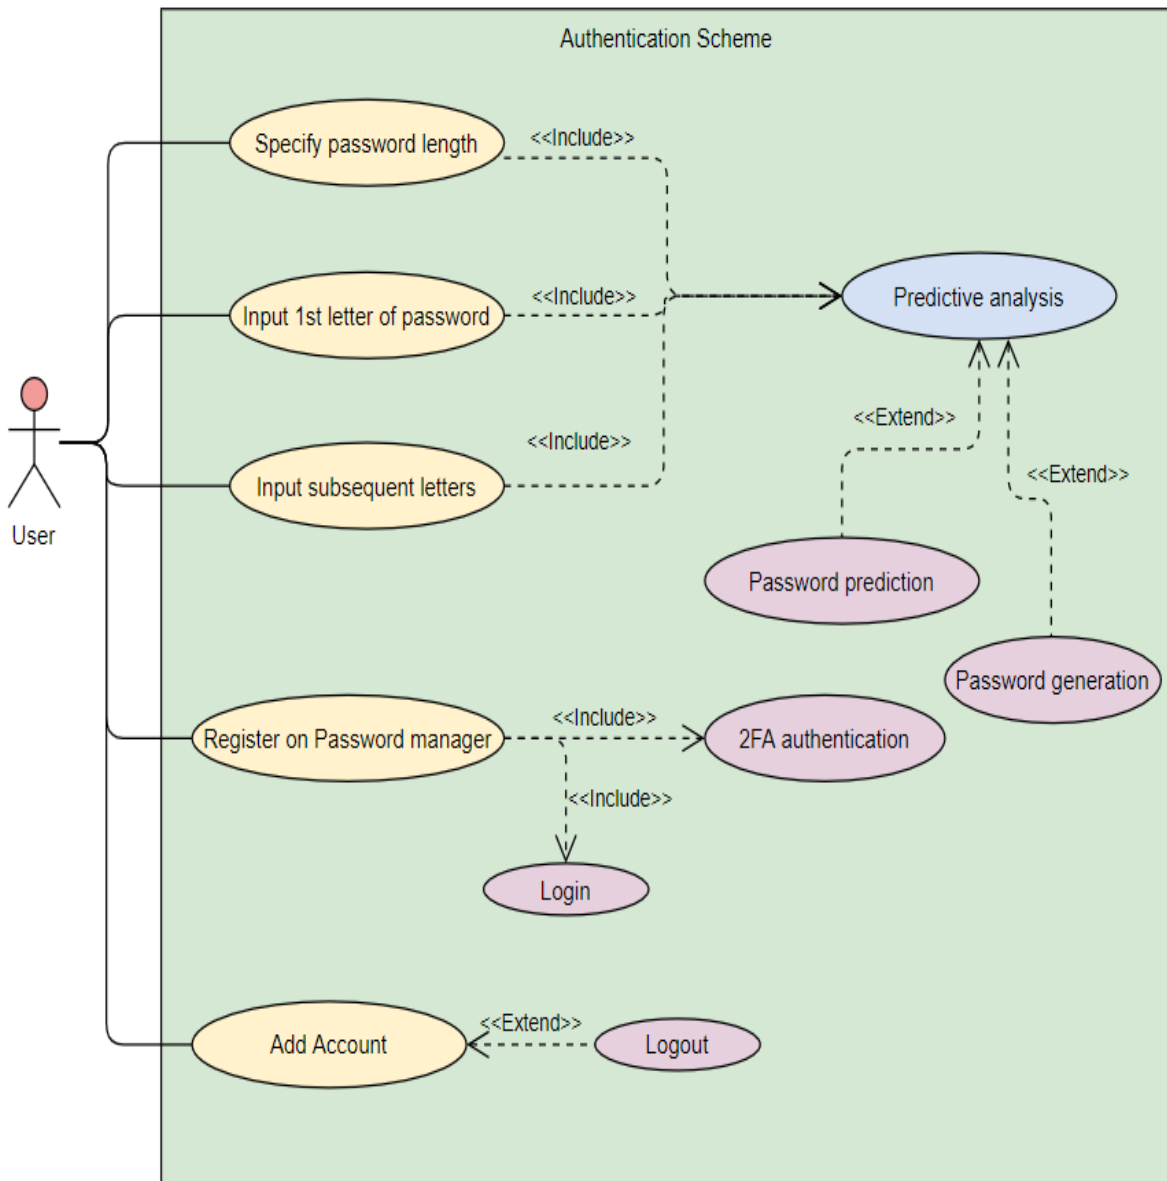 Authentication Scheme
Specify password length
<<Include>>
Input 1st letter of password
<<Include>>
Predictive analysis
Input subsequent letters
<<Include>>
<<Extend>>
<<Extend>>
User
Password prediction
Password generation
Register on Password manager
<<Include>>
2FA authentication
<<Include>>
Login
Add Account
<<Extend>>
Logout